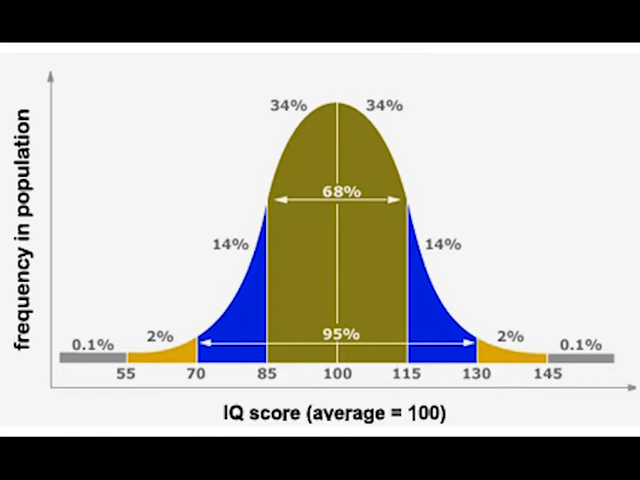 34% 34%
68%
14% 14%
95%
0.1% 2% 2% 0.1%
55 70 85 100 115 130 145
frequency in population
IQ score (average = 100)